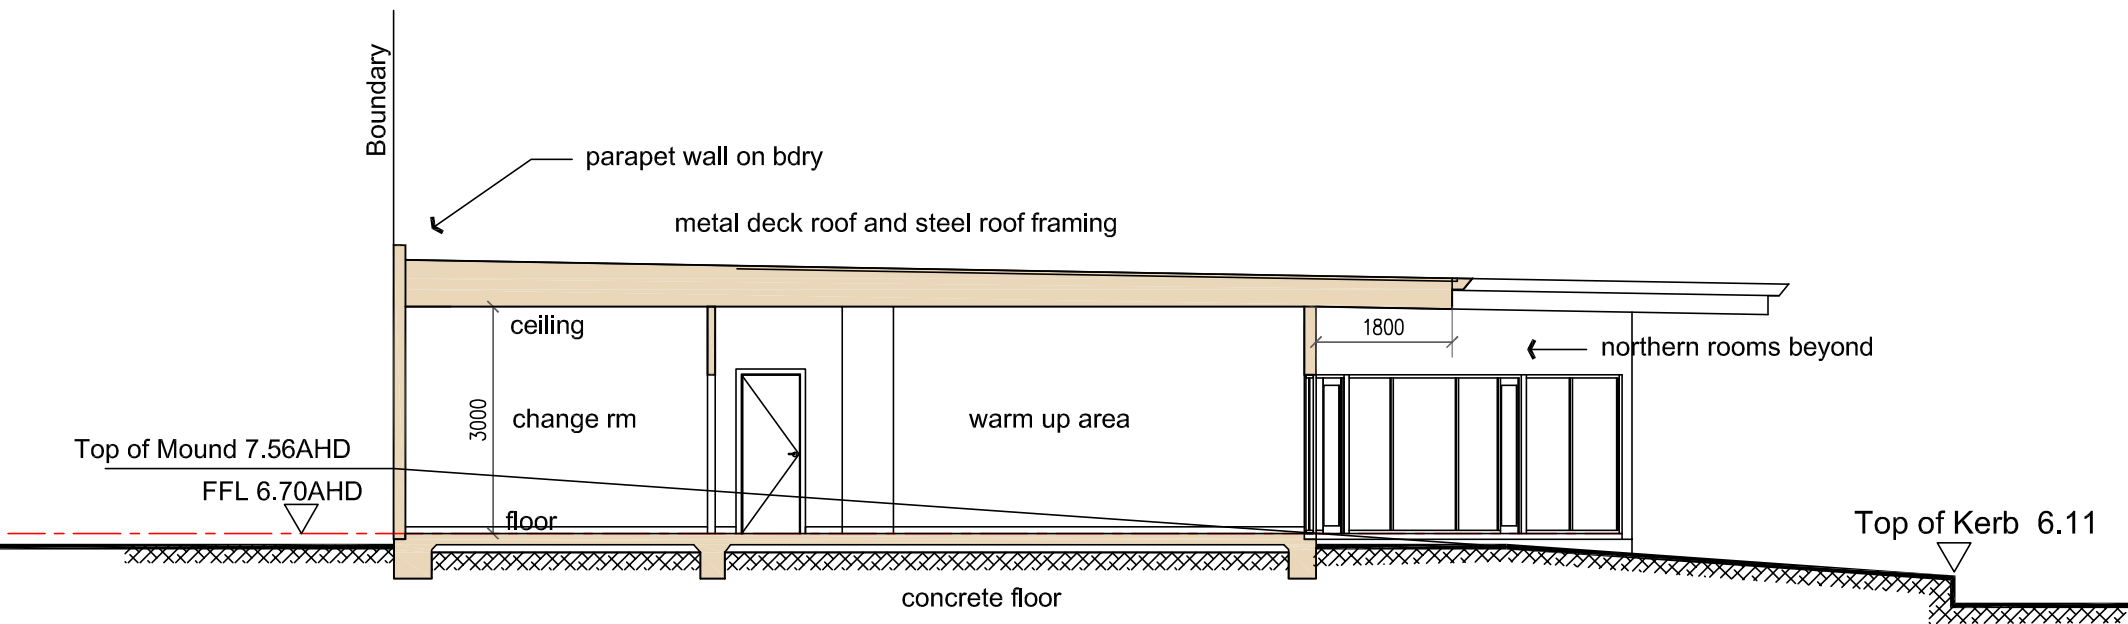 Boundary
parapet wall on bdry
metal deck roof and steel roof framing
ceiling
1800
northern rooms beyond
3000
change rm
warm up area
Top of Mound 7.56AHD
FFL 6.70AHD
floor
Top of Kerb 6.11
concrete floor